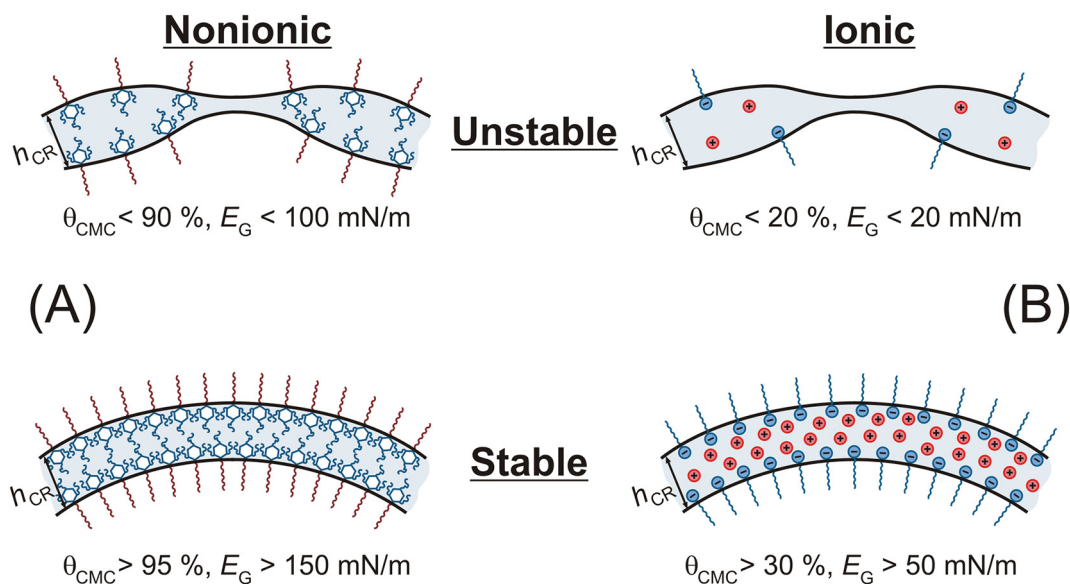 Nonionic
Ionic
Unstable
h_CR
h_CR
θ_CMC < 90 %, E_G < 100 mN/m
θ_CMC < 20 %, E_G < 20 mN/m
(A)
(B)
Stable
h_CR
h_CR
θ_CMC > 95 %, E_G > 150 mN/m
θ_CMC > 30 %, E_G > 50 mN/m